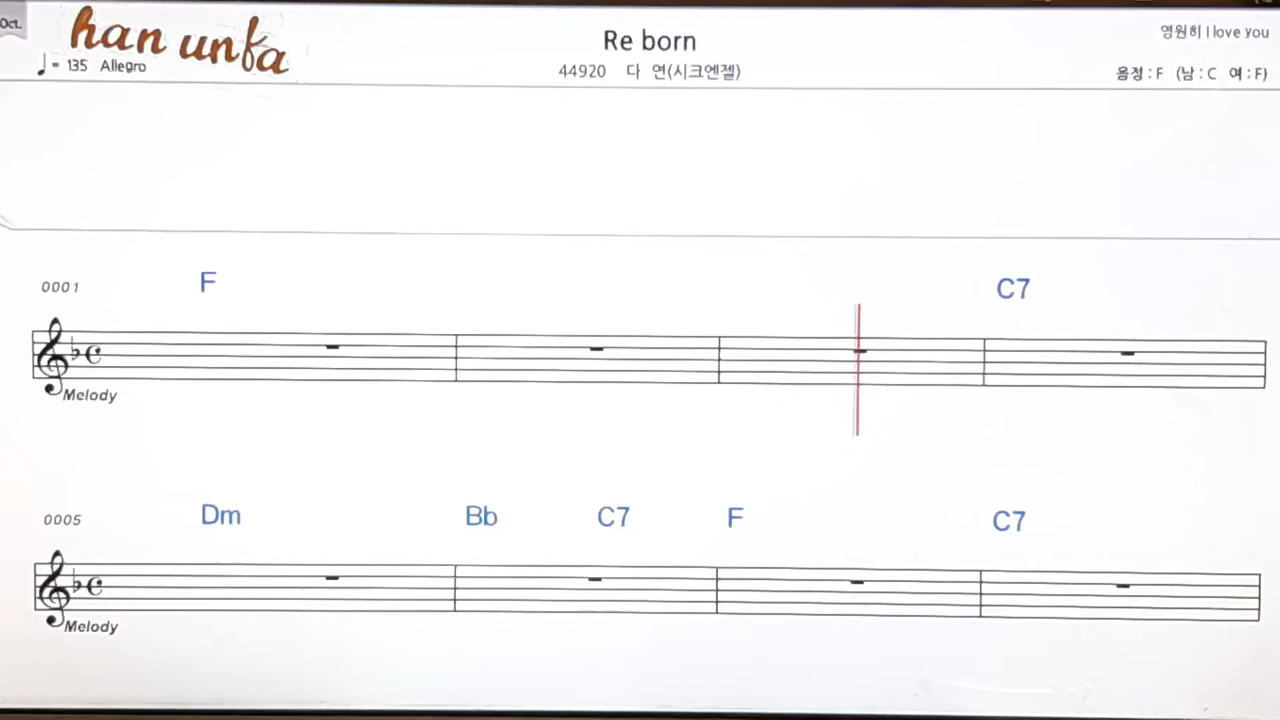 Oct.
han unfa
Re born
영원히 I love you
♩= 135 Allegro
44920 다 연(시크엔젤)
음정 : F (남 : C 여 : F)
0001
F C7
Melody
0005
Dm Bb C7 F C7
Melody